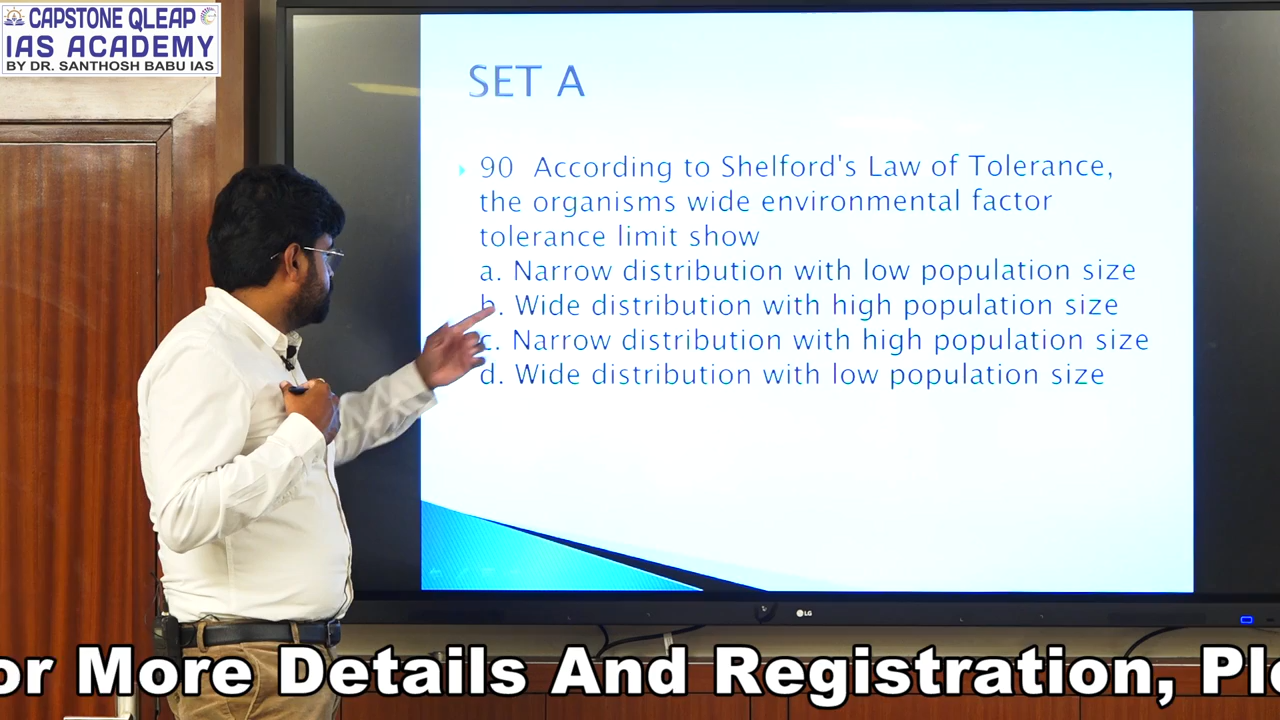 CAPSTONE QLEAP
IAS ACADEMY
BY DR. SANTHOSH BABU IAS
SET A
90 According to Shelford's Law of Tolerance,
the organisms wide environmental factor
tolerance limit show
a. Narrow distribution with low population size
b. Wide distribution with high population size
c. Narrow distribution with high population size
d. Wide distribution with low population size
LG
or More Details And Registration, Ple